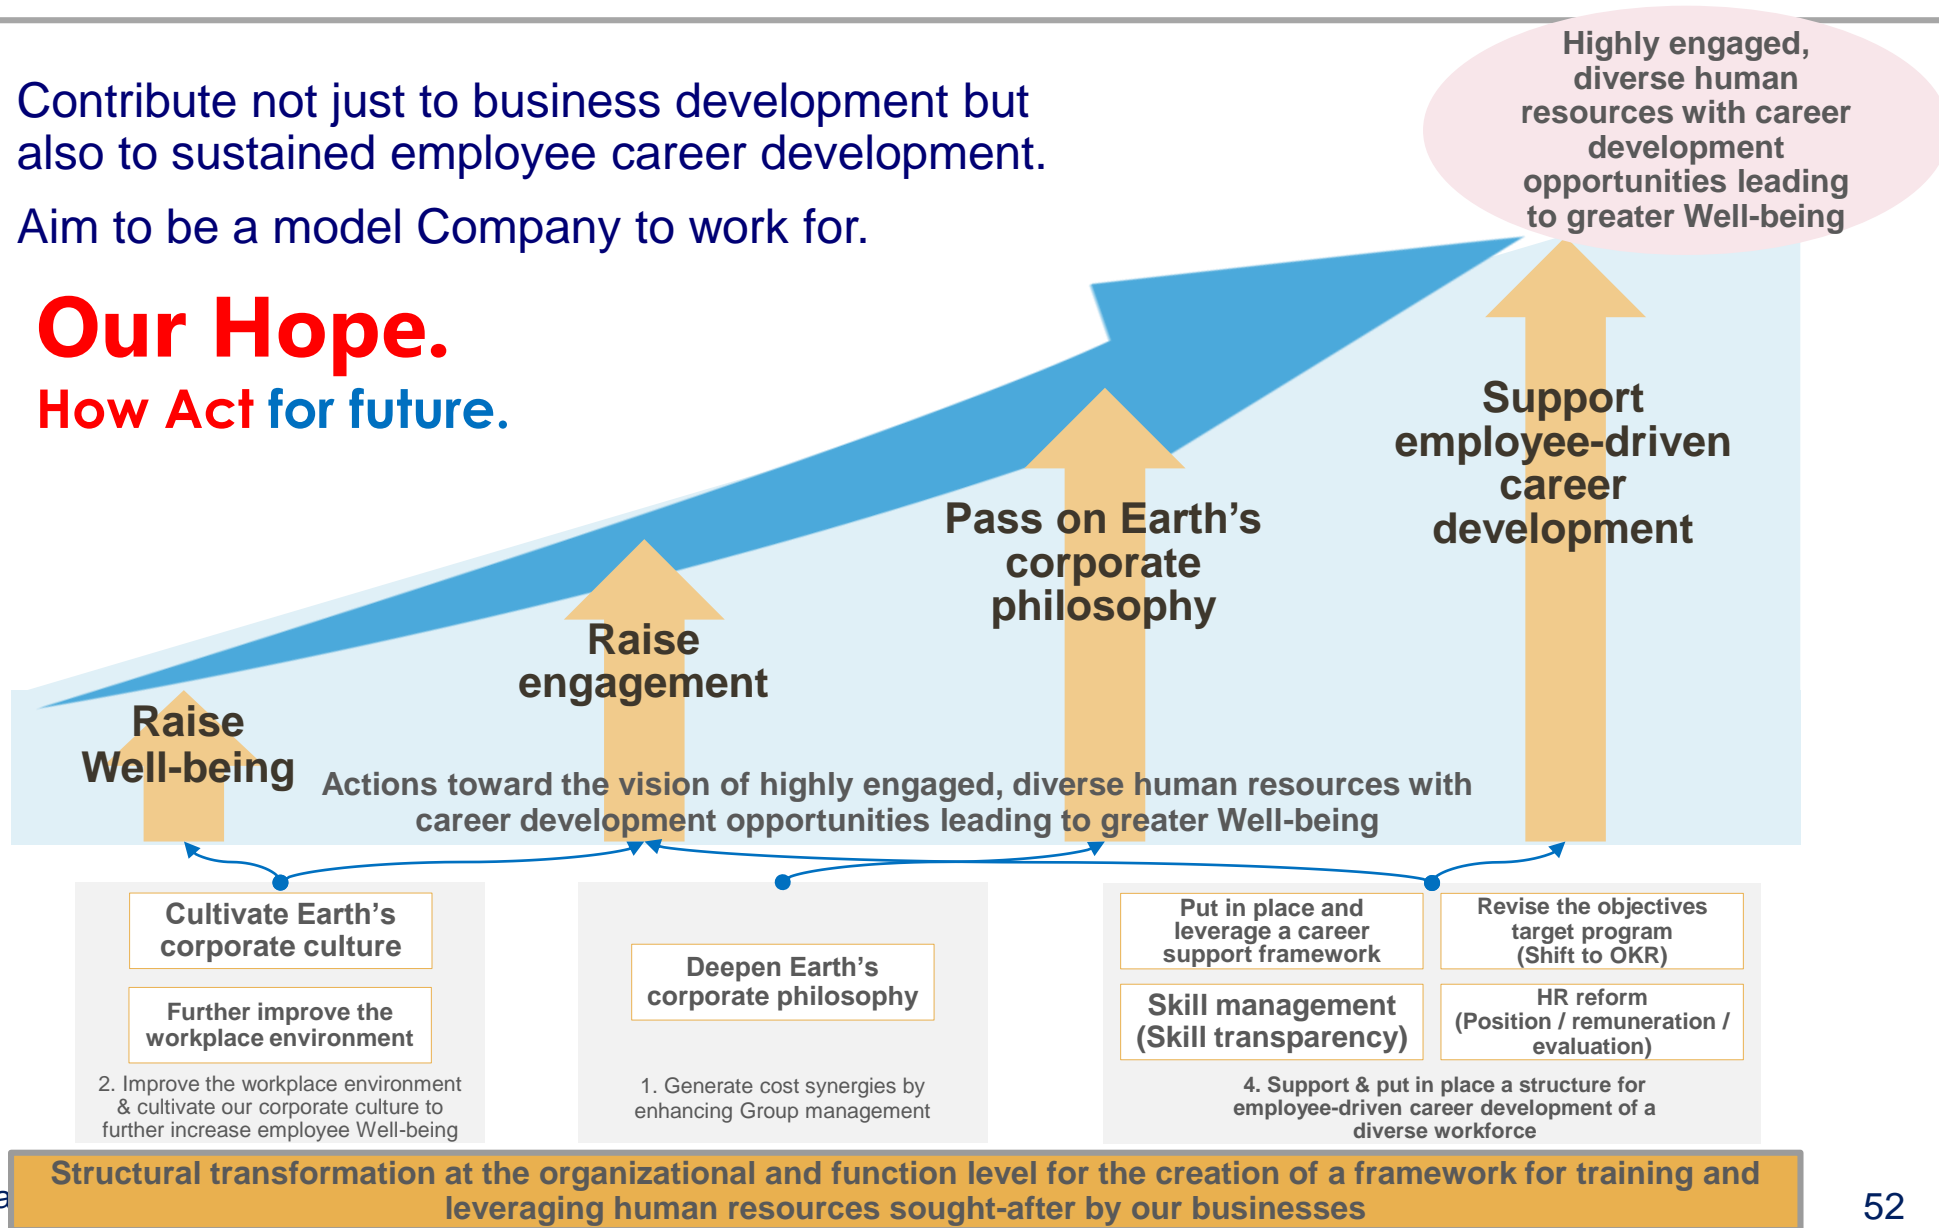 Highly engaged,
diverse human
resources with career
development
opportunities leading
to greater Well-being
Contribute not just to business development but
also to sustained employee career development.
Aim to be a model Company to work for.
Our Hope.
How Act for future.
Support
employee-driven
career
development
Pass on Earth's
corporate
philosophy
Raise
engagement
Raise
Well-being
Actions toward the vision of highly engaged, diverse human resources with
career development opportunities leading to greater Well-being
Cultivate Earth's
corporate culture
Further improve the
workplace environment
2. Improve the workplace environment
& cultivate our corporate culture to
further increase employee Well-being
Deepen Earth's
corporate philosophy
1. Generate cost synergies by
enhancing Group management
Put in place and
leverage a career
support framework
Revise the objectives
target program
(Shift to OKR)
Skill management
(Skill transparency)
HR reform
(Position / remuneration /
evaluation)
4. Support & put in place a structure for
employee-driven career development of a
diverse workforce
Structural transformation at the organizational and function level for the creation of a framework for training and
leveraging human resources sought-after by our businesses
52